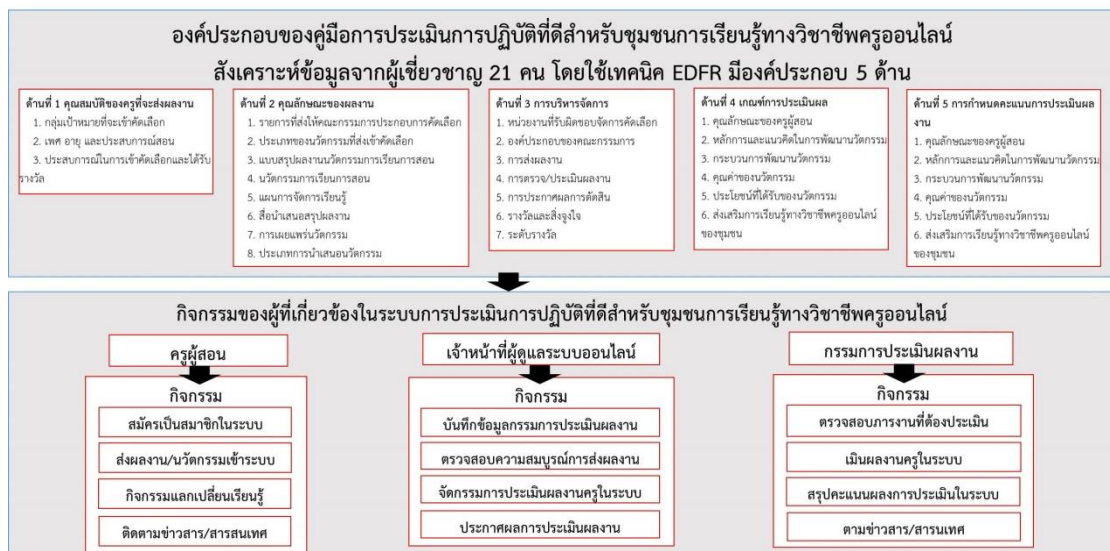 องค์ประกอบของคู่มือการประเมินการปฏิบัติที่ดีสำหรับชุมชนการเรียนรู้ทางวิชาชีพครูออนไลน์
สังเคราะห์ข้อมูลจากผู้เชี่ยวชาญ 21 คน โดยใช้เทคนิค EDFR มีองค์ประกอบ 5 ด้าน
ด้านที่ 1 คุณสมบัติของครูที่จะส่งผลงาน
1. กลุ่มเป้าหมายที่จะเข้าคัดเลือก
2. เพศ อายุ และประสบการณ์สอน
3. ประสบการณ์ในการเข้าคัดเลือกและได้รับ
รางวัล
ด้านที่ 2 คุณลักษณะของผลงาน
1. รายการที่ส่งให้คณะกรรมการประกอบการคัดเลือก
2. ประเภทของนวัตกรรมที่ส่งเข้าคัดเลือก
3. แบบสรุปผลงานนวัตกรรมการเรียนการสอน
4. นวัตกรรมการเรียนการสอน
5. แผนการจัดการเรียนรู้
6. สื่อนำเสนอสรุปผลงาน
7. การเผยแพร่นวัตกรรม
8. ประเภทการนำเสนอนวัตกรรม
ด้านที่ 3 การบริหารจัดการ
1. หน่วยงานที่รับผิดชอบจัดการคัดเลือก
2. องค์ประกอบของคณะกรรมการ
3. การส่งผลงาน
4. การตรวจ/ประเมินผลงาน
5. การประกาศผลการตัดสิน
6. รางวัลและสิ่งจูงใจ
7. ระดับรางวัล
ด้านที่ 4 เกณฑ์การประเมินผล
1. คุณลักษณะของครูผู้สอน
2. หลักการและแนวคิดในการพัฒนานวัตกรรม
3. กระบวนการพัฒนานวัตกรรม
4. คุณค่าของนวัตกรรม
5. ประโยชน์ที่ได้รับของนวัตกรรม
6. ส่งเสริมการเรียนรู้ทางวิชาชีพครูออนไลน์
ของชุมชน
ด้านที่ 5 การกำหนดคะแนนการประเมินผล
งาน
1. คุณลักษณะของครูผู้สอน
2. หลักการและแนวคิดในการพัฒนานวัตกรรม
3. กระบวนการพัฒนานวัตกรรม
4. คุณค่าของนวัตกรรม
5. ประโยชน์ที่ได้รับของนวัตกรรม
6. ส่งเสริมการเรียนรู้ทางวิชาชีพครูออนไลน์
ของชุมชน
กิจกรรมของผู้ที่เกี่ยวข้องในระบบการประเมินการปฏิบัติที่ดีสำหรับชุมชนการเรียนรู้ทางวิชาชีพครูออนไลน์
ครูผู้สอน
กิจกรรม
สมัครเป็นสมาชิกในระบบ
ส่งผลงาน/นวัตกรรมเข้าระบบ
กิจกรรมแลกเปลี่ยนเรียนรู้
ติดตามข่าวสาร/สารสนเทศ
เจ้าหน้าที่ผู้ดูแลระบบออนไลน์
กิจกรรม
บันทึกข้อมูลกรรมการประเมินผลงาน
ตรวจสอบความสมบูรณ์การส่งผลงาน
จัดกรรมการประเมินผลงานครูในระบบ
ประกาศผลการประเมินผลงาน
กรรมการประเมินผลงาน
กิจกรรม
ตรวจสอบภาระงานที่ต้องประเมิน
เมินผลงานครูในระบบ
สรุปคะแนนผลการประเมินในระบบ
ตามข่าวสาร/สารนเทศ